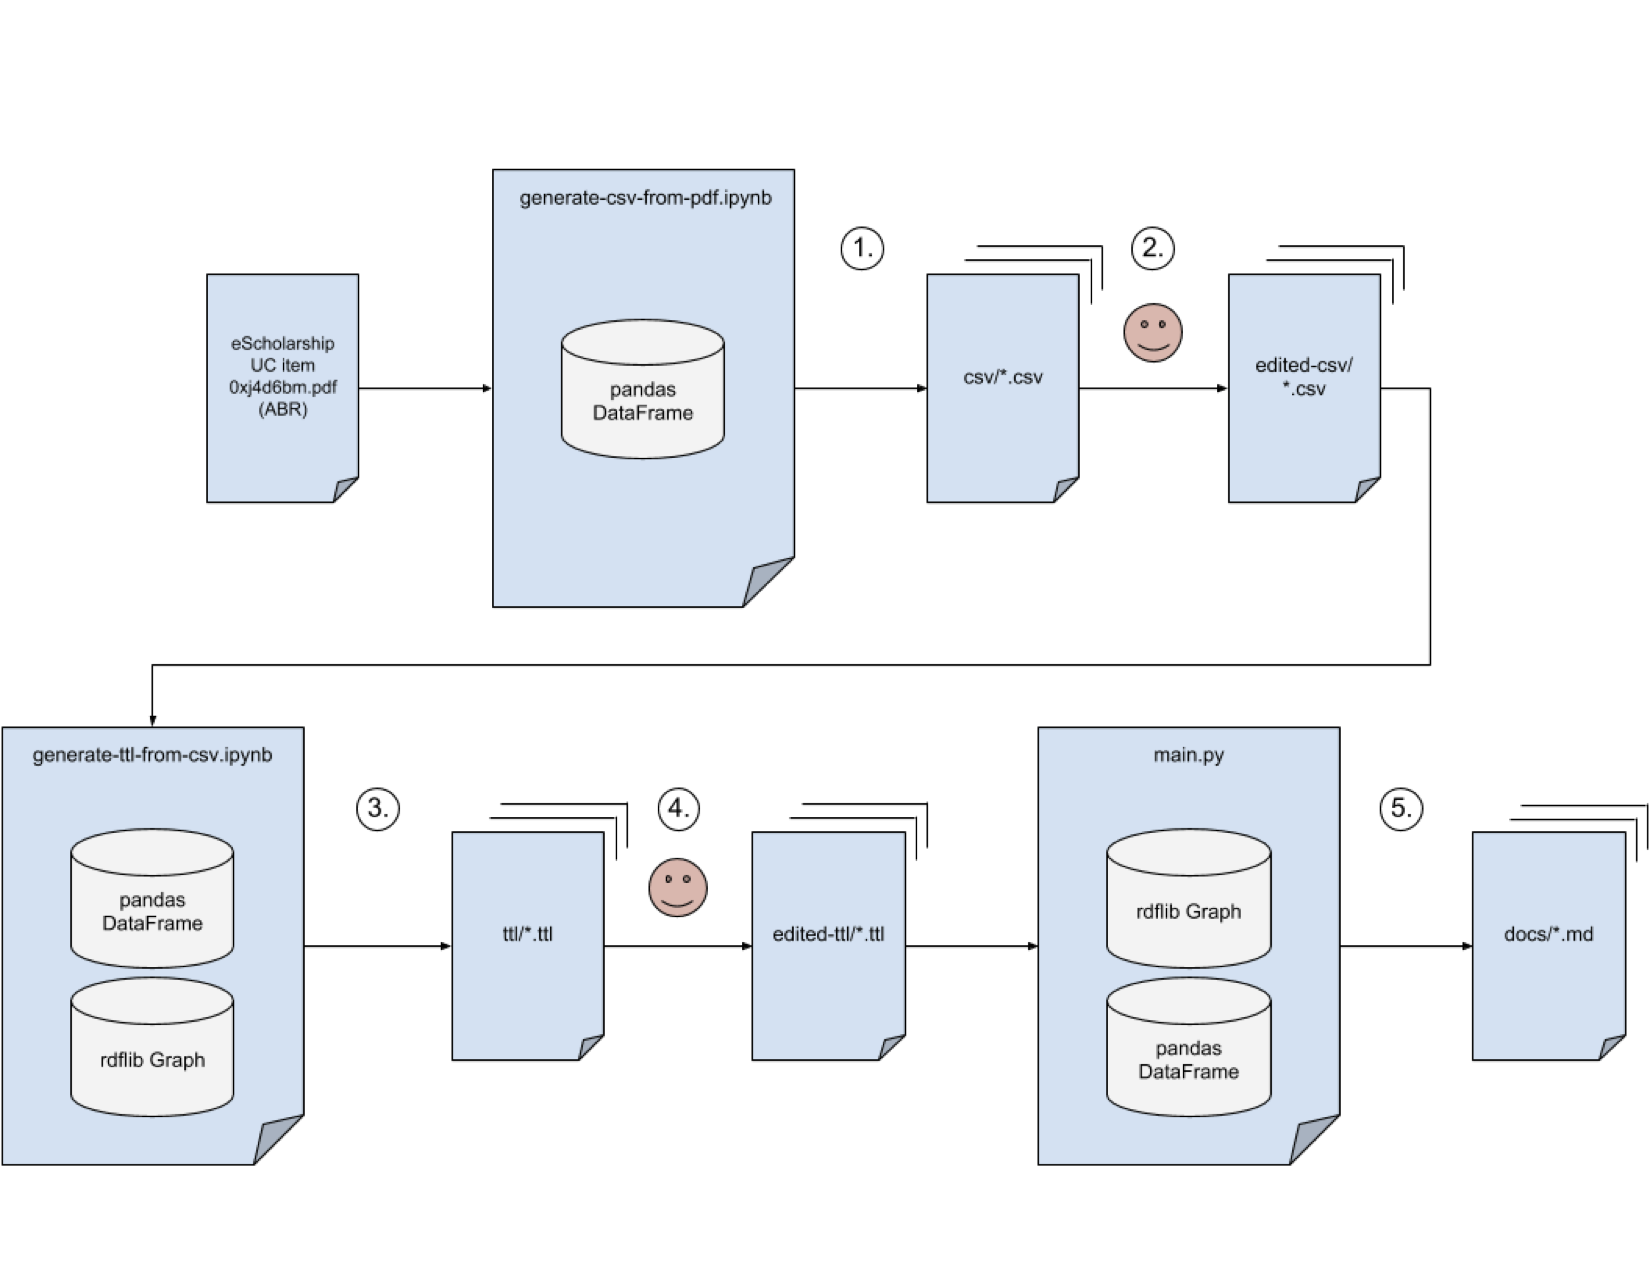 generate-csv-from-pdf.ipynb
1.
2.
eScholarship
UC item
0xj4d6bm.pdf
(ABR)
pandas
DataFrame
csv/*.csv
edited-csv/
*.csv
generate-ttl-from-csv.ipynb
main.py
3.
4.
5.
pandas
DataFrame
rdflib Graph
ttl/*.ttl
edited-ttl/*.ttl
rdflib Graph
pandas
DataFrame
docs/*.md